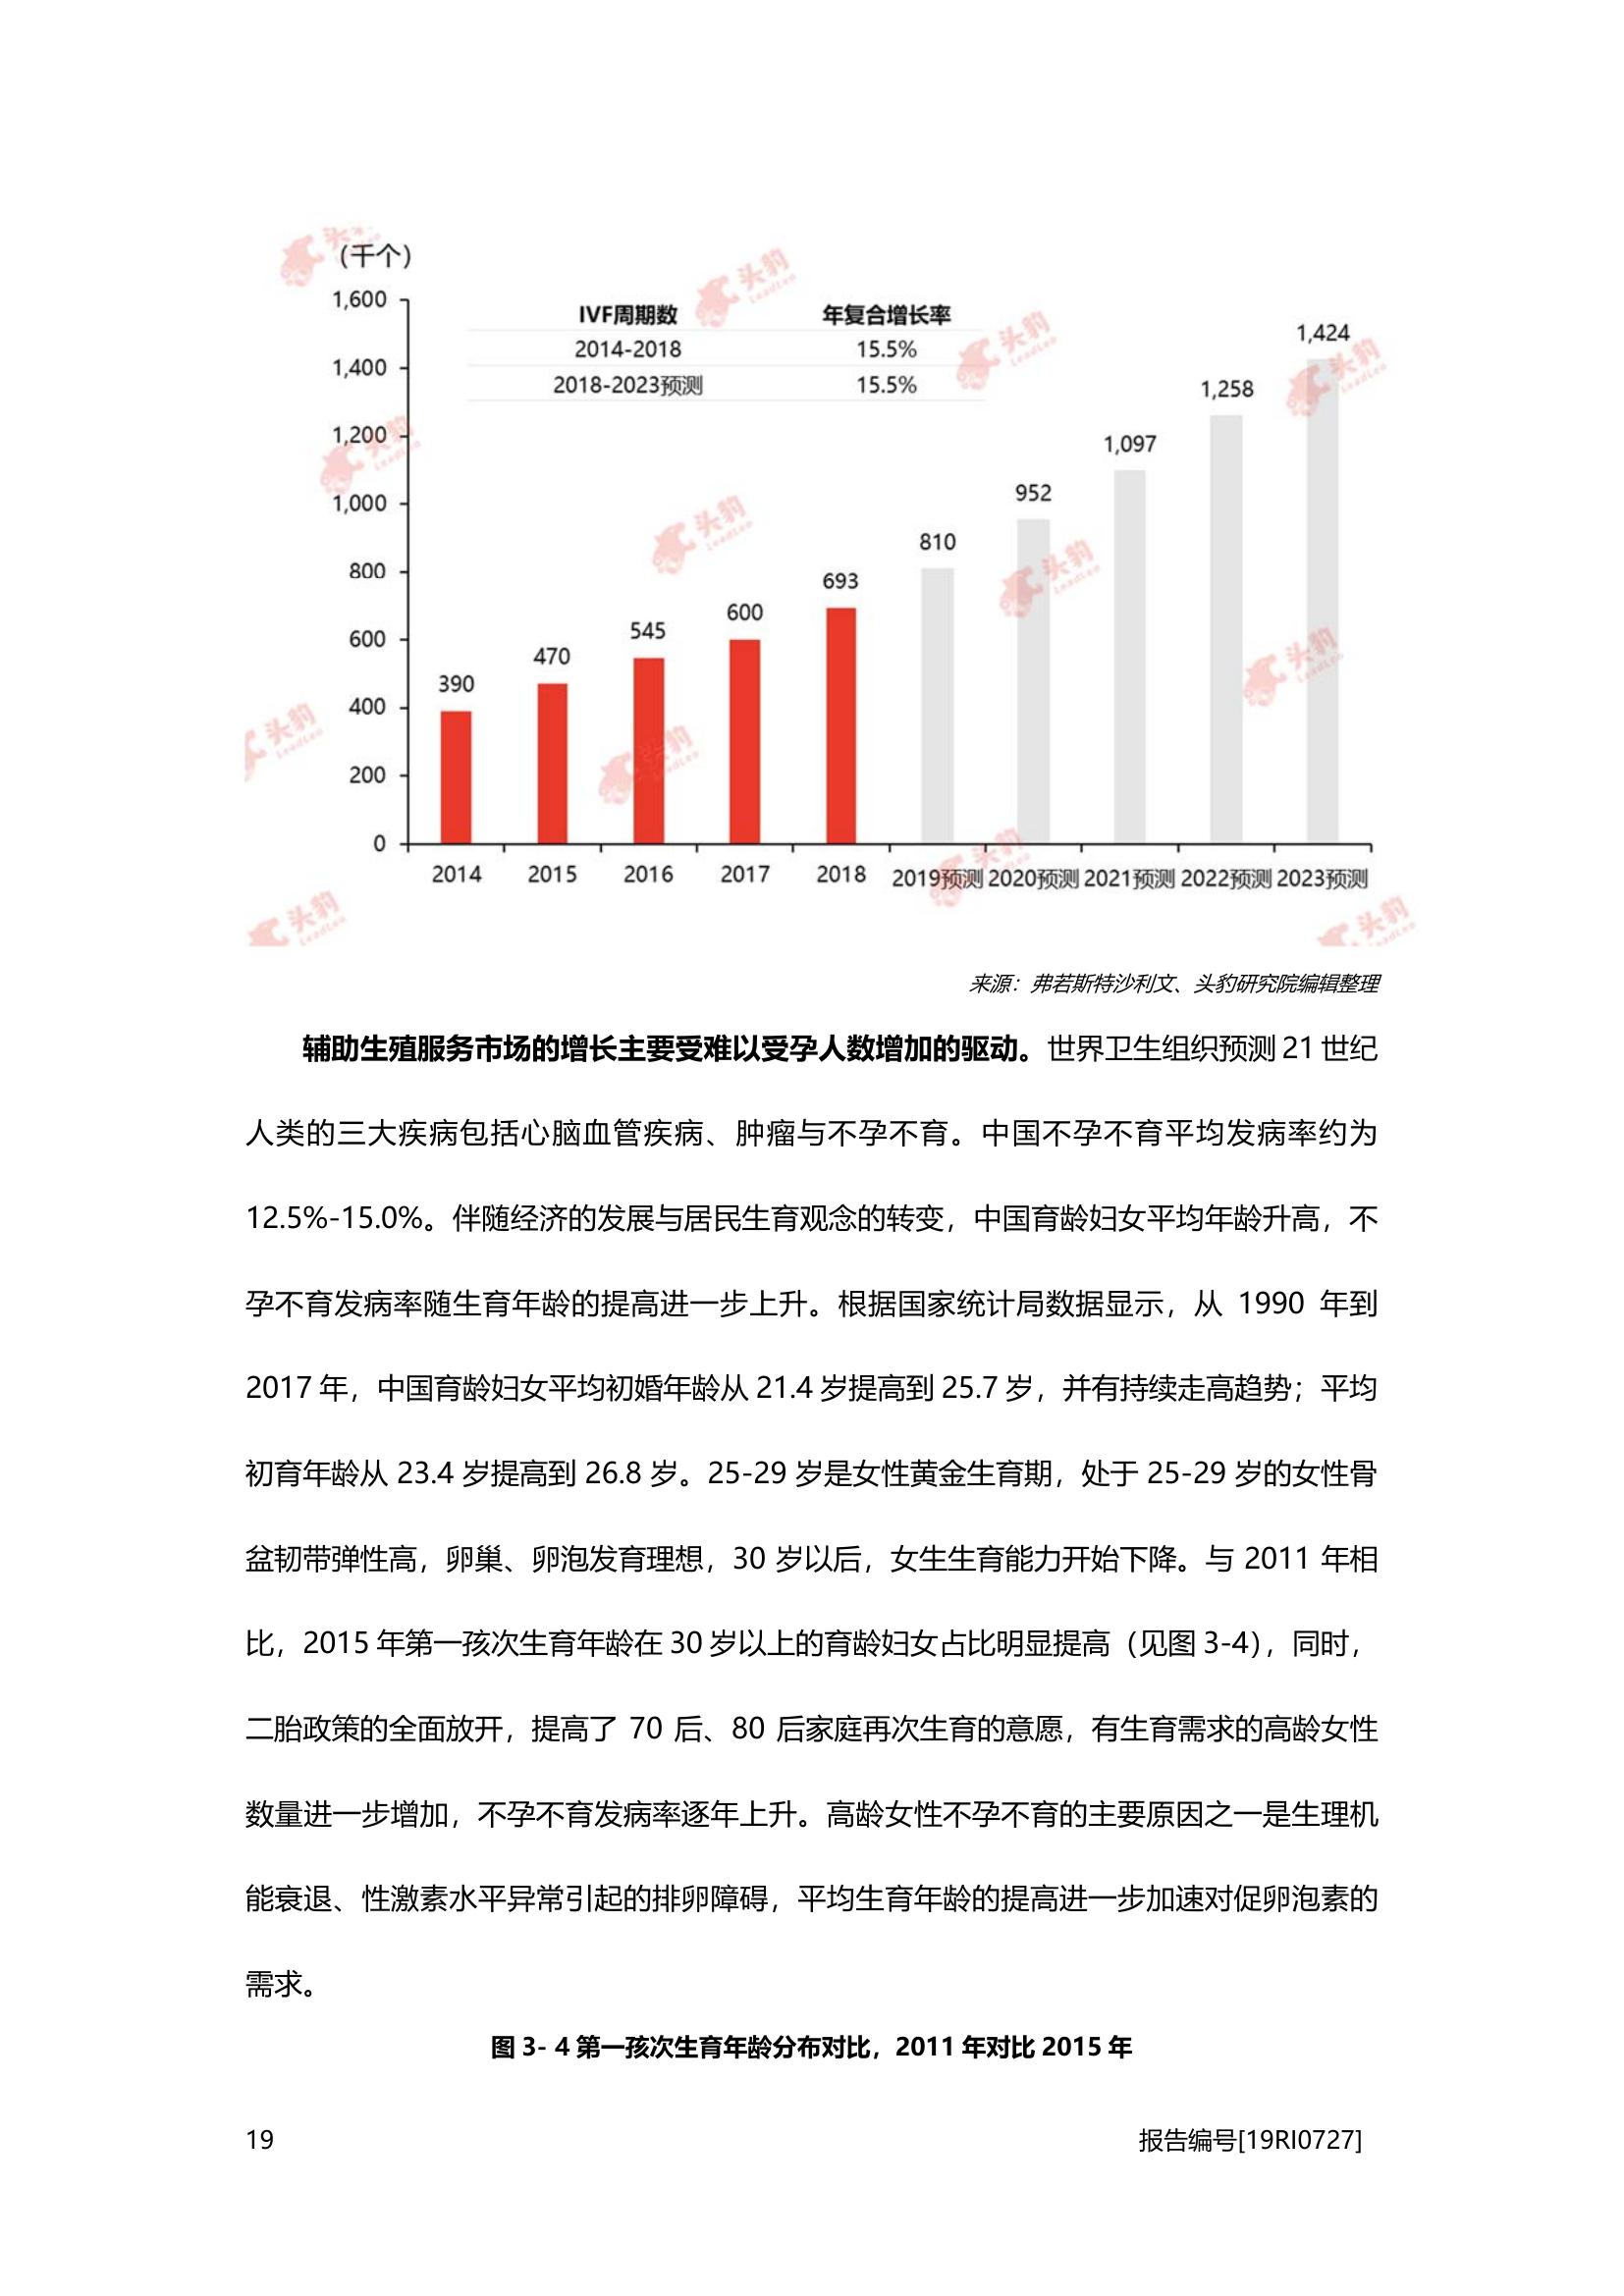 （千个）
IVF周期数 年复合增长率
2014-2018 15.5%
2018-2023预测 15.5%
1,600
1,400
1,200
1,000
800
600
400
200
0
390
470
545
600
693
810
952
1,097
1,258
1,424
2014 2015 2016 2017 2018 2019预测 2020预测 2021预测 2022预测 2023预测
头豹
LeadLeo
头豹
LeadLeo
头豹
LeadLeo
头豹
LeadLeo
头豹
LeadLeo
头豹
LeadLeo
头豹
LeadLeo
头豹
LeadLeo
头豹
LeadLeo
头豹
LeadLeo
来源：弗若斯特沙利文、头豹研究院编辑整理
辅助生殖服务市场的增长主要受难以受孕人数增加的驱动。世界卫生组织预测 21 世纪
人类的三大疾病包括心脑血管疾病、肿瘤与不孕不育。中国不孕不育平均发病率约为
12.5%-15.0%。伴随经济的发展与居民生育观念的转变，中国育龄妇女平均年龄升高，不
孕不育发病率随生育年龄的提高进一步上升。根据国家统计局数据显示，从 1990 年到
2017 年，中国育龄妇女平均初婚年龄从 21.4 岁提高到 25.7 岁，并有持续走高趋势；平均
初育年龄从 23.4 岁提高到 26.8 岁。25-29 岁是女性黄金生育期，处于 25-29 岁的女性骨
盆韧带弹性高，卵巢、卵泡发育理想，30 岁以后，女生生育能力开始下降。与 2011 年相
比，2015 年第一孩次生育年龄在 30 岁以上的育龄妇女占比明显提高（见图 3-4），同时，
二胎政策的全面放开，提高了 70 后、80 后家庭再次生育的意愿，有生育需求的高龄女性
数量进一步增加，不孕不育发病率逐年上升。高龄女性不孕不育的主要原因之一是生理机
能衰退、性激素水平异常引起的排卵障碍，平均生育年龄的提高进一步加速对促卵泡素的
需求。
图 3- 4 第一孩次生育年龄分布对比，2011 年对比 2015 年
19 报告编号[19RI0727]